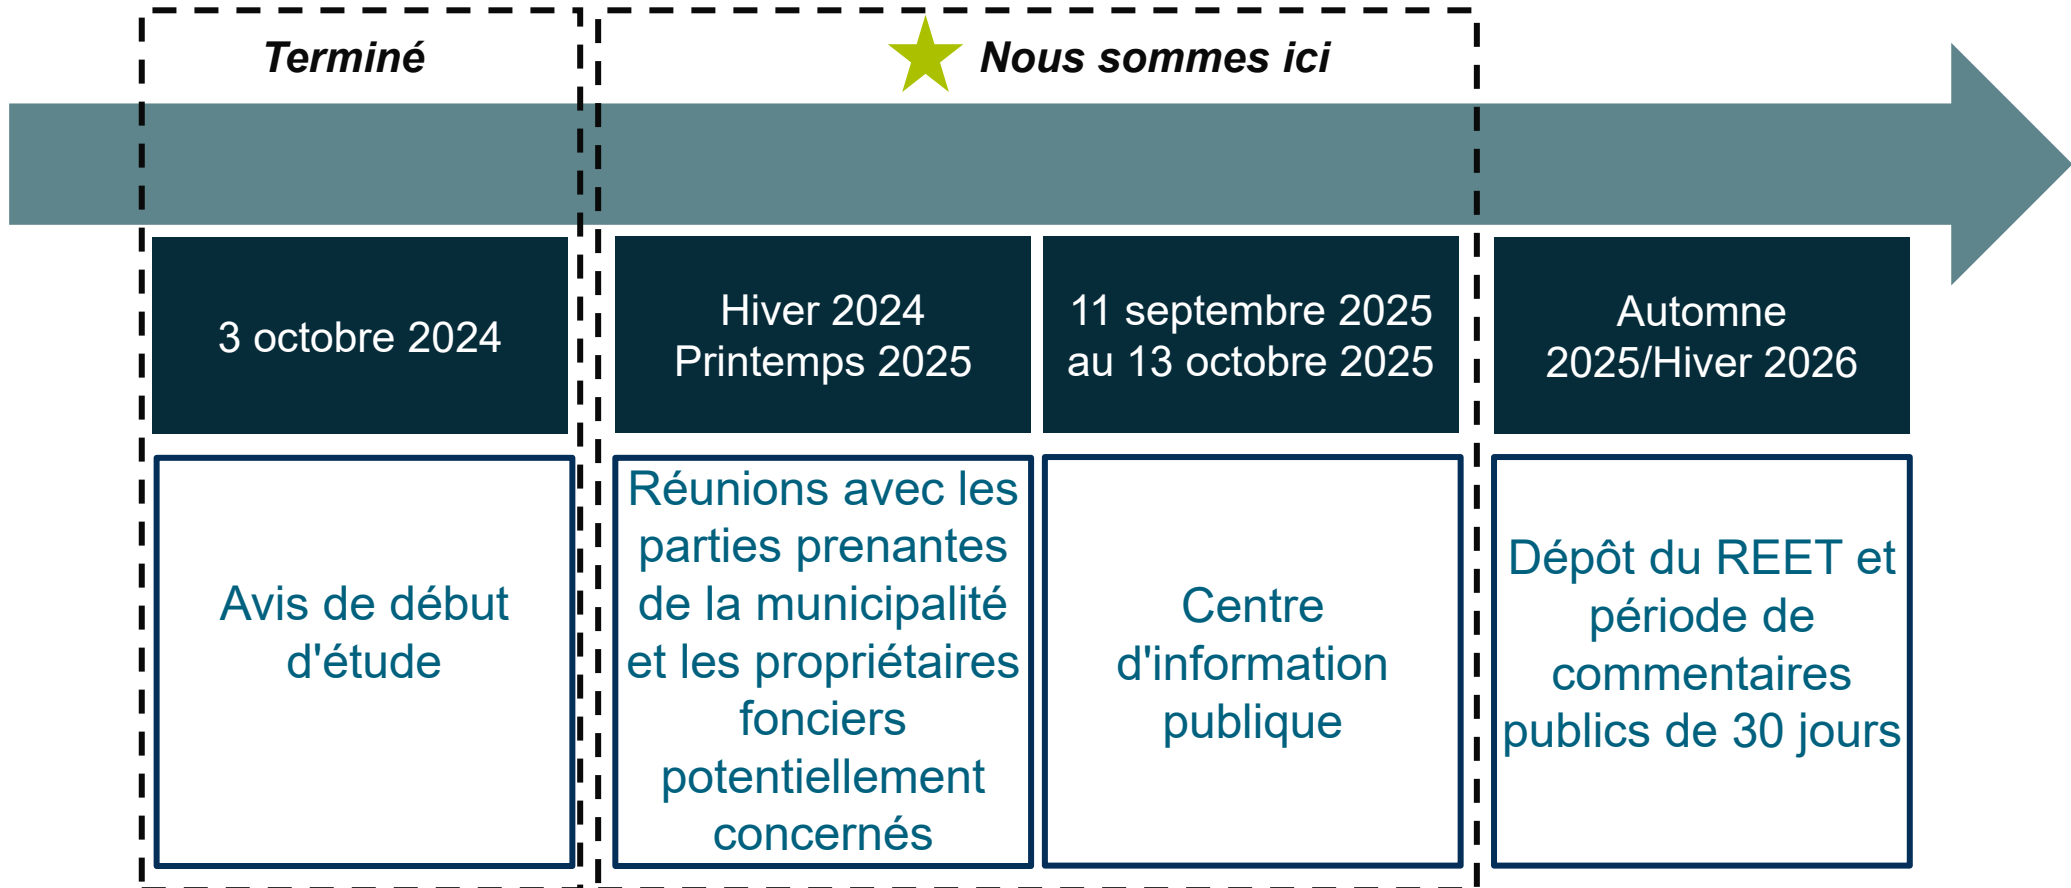 Terminé
Nous sommes ici
3 octobre 2024
Hiver 2024
Printemps 2025
11 septembre 2025
au 13 octobre 2025
Automne
2025/Hiver 2026
Avis de début
d'étude
Réunions avec les
parties prenantes
de la municipalité
et les propriétaires
fonciers
potentiellement
concernés
Centre
d'information
publique
Dépôt du REET et
période de
commentaires
publics de 30 jours